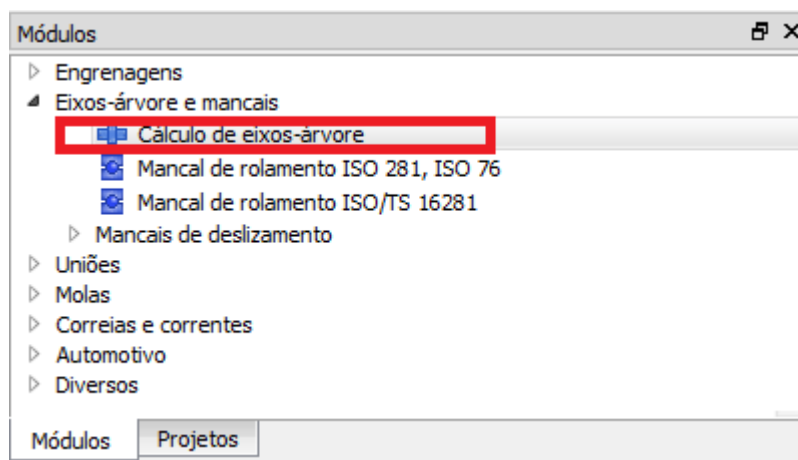 Módulos
Engrenagens
Eixos-árvore e mancais
Cálculo de eixos-árvore
Mancal de rolamento ISO 281, ISO 76
Mancal de rolamento ISO/TS 16281
Mancais de deslizamento
Uniões
Molas
Correias e correntes
Automotivo
Diversos
Módulos Projetos